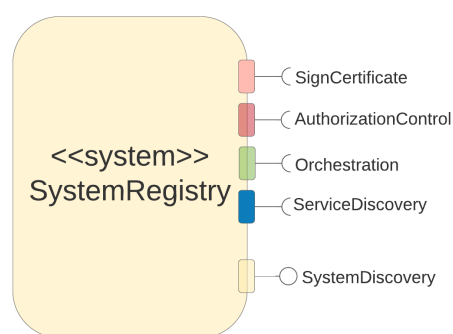 <<system>>
SystemRegistry
SignCertificate
AuthorizationControl
Orchestration
ServiceDiscovery
SystemDiscovery